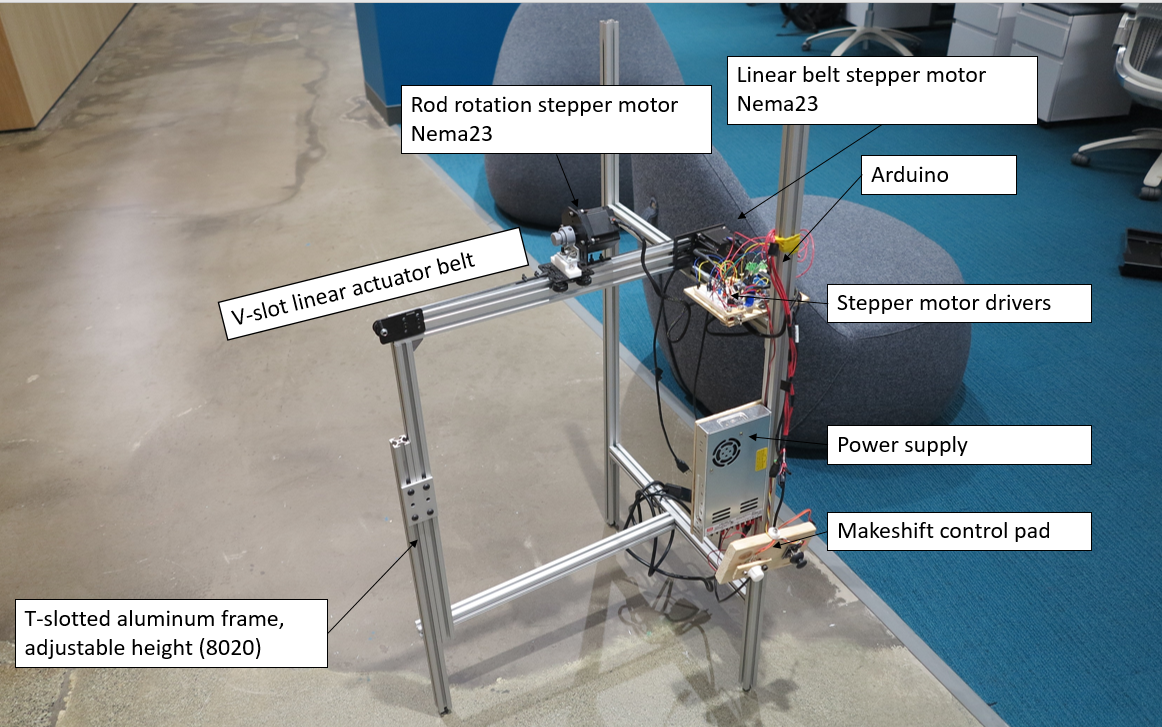 Linear belt stepper motor
Nema23
Rod rotation stepper motor
Nema23
Arduino
V-slot linear actuator belt
Stepper motor drivers
Power supply
Makeshift control pad
T-slotted aluminum frame,
adjustable height (8020)